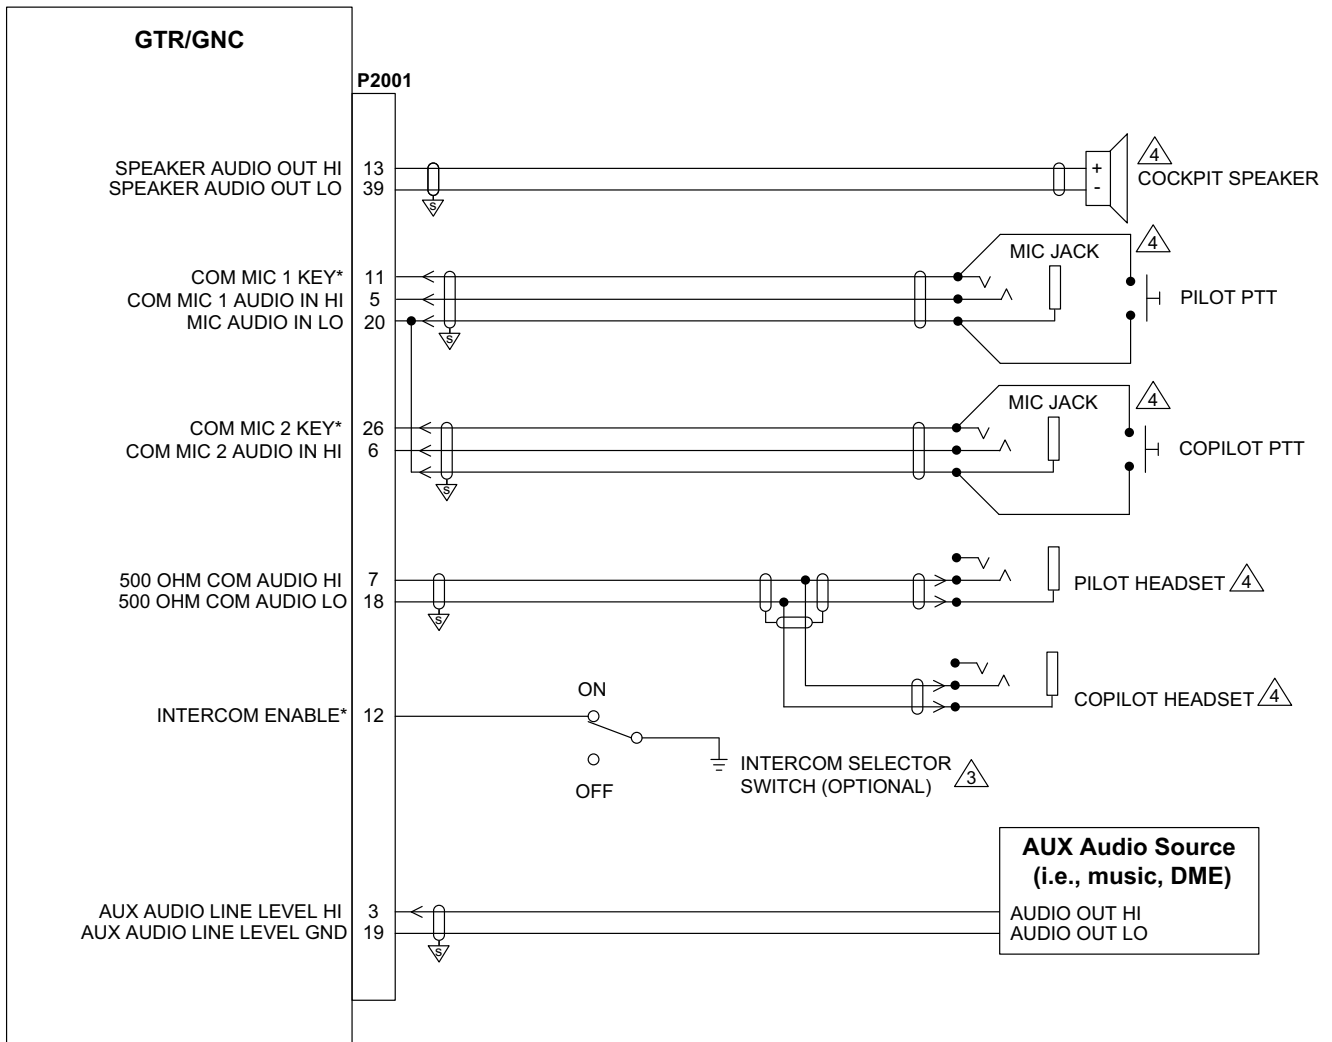 GTR/GNC
P2001
SPEAKER AUDIO OUT HI 13
SPEAKER AUDIO OUT LO 39
S
+
-
4
COCKPIT SPEAKER
COM MIC 1 KEY* 11
COM MIC 1 AUDIO IN HI 5
MIC AUDIO IN LO 20
S
MIC JACK
4
PILOT PTT
COM MIC 2 KEY* 26
COM MIC 2 AUDIO IN HI 6
S
MIC JACK
4
COPILOT PTT
500 OHM COM AUDIO HI 7
500 OHM COM AUDIO LO 18
S
PILOT HEADSET 4
COPILOT HEADSET 4
INTERCOM ENABLE* 12
ON
OFF
INTERCOM SELECTOR
SWITCH (OPTIONAL) 3
AUX Audio Source
(i.e., music, DME)
AUX AUDIO LINE LEVEL HI 3
AUX AUDIO LINE LEVEL GND 19
S
AUDIO OUT HI
AUDIO OUT LO